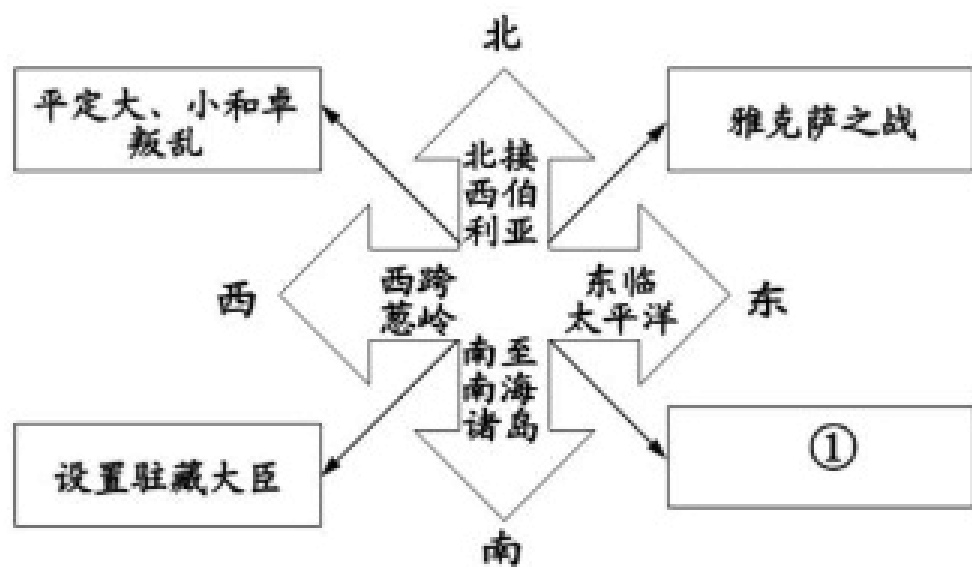 北
平定大、小和卓
叛乱
雅克萨之战
北接
西伯
利亚
西
西跨
葱岭
东临
太平洋
东
南至
南海
诸岛
设置驻藏大臣
①
南